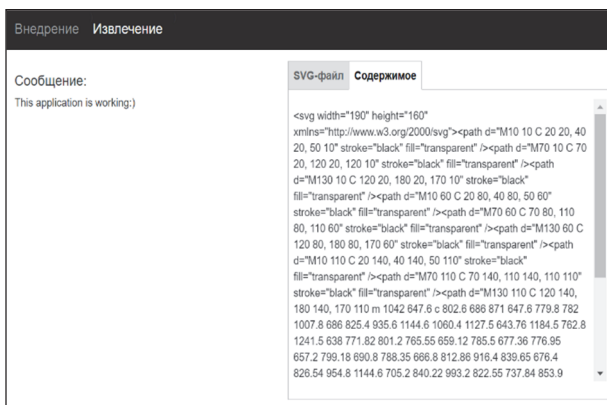 Внедрение Извлечение
Сообщение:
This application is working:)
SVG-файл Содержимое
<svg width="190" height="160"
xmlns="http://www.w3.org/2000/svg"><path d="M10 10 C 20 20, 40
20, 50 10" stroke="black" fill="transparent" /><path d="M70 10 C 70
20, 120 20, 120 10" stroke="black" fill="transparent" /><path
d="M130 10 C 120 20, 180 20, 170 10" stroke="black"
fill="transparent" /><path d="M10 60 C 20 80, 40 80, 50 60"
stroke="black" fill="transparent" /><path d="M70 60 C 70 80, 110
80, 110 60" stroke="black" fill="transparent" /><path d="M130 60 C
120 80, 180 80, 170 60" stroke="black" fill="transparent" /><path
d="M10 110 C 20 140, 40 140, 50 110" stroke="black"
fill="transparent" /><path d="M70 110 C 70 140, 110 140, 110 110"
stroke="black" fill="transparent" /><path d="M130 110 C 120 140,
180 140, 170 110 m 1042 647.6 c 802.6 686 871 647.6 779.8 782
1007.8 686 825.4 935.6 1144.6 1060.4 1127.5 643.76 1184.5 762.8
1241.5 638 771.82 801.2 765.55 659.12 785.5 677.36 776.95
657.2 799.18 690.8 788.35 666.8 812.86 916.4 839.65 676.4
826.54 954.8 1144.6 705.2 840.22 993.2 822.55 737.84 853.9